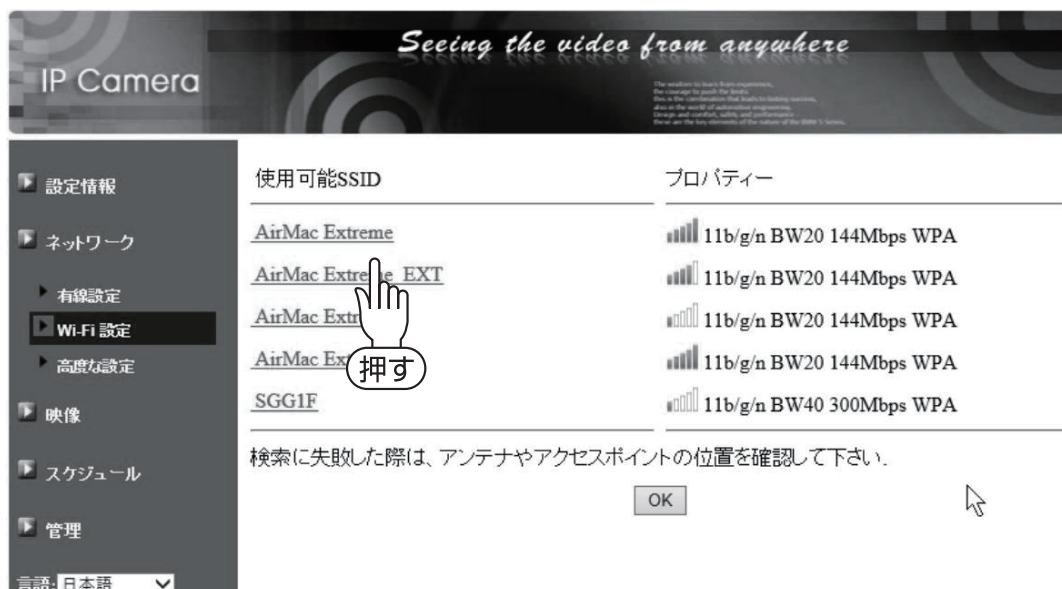 Seeing the video from anywhere
IP Camera
設定情報
ネットワーク
有線設定
Wi-Fi 設定
高度な設定
映像
スケジュール
管理
言語: 日本語
使用可能SSID プロパティー
AirMac Extreme 11b/g/n BW20 144Mbps WPA
AirMac Extreme EXT 11b/g/n BW20 144Mbps WPA
AirMac 11b/g/n BW20 144Mbps WPA
AirMac 11b/g/n BW20 144Mbps WPA
SGG1F 11b/g/n BW40 300Mbps WPA
押す
検索に失敗した際は、アンテナやアクセスポイントの位置を確認して下さい.
OK